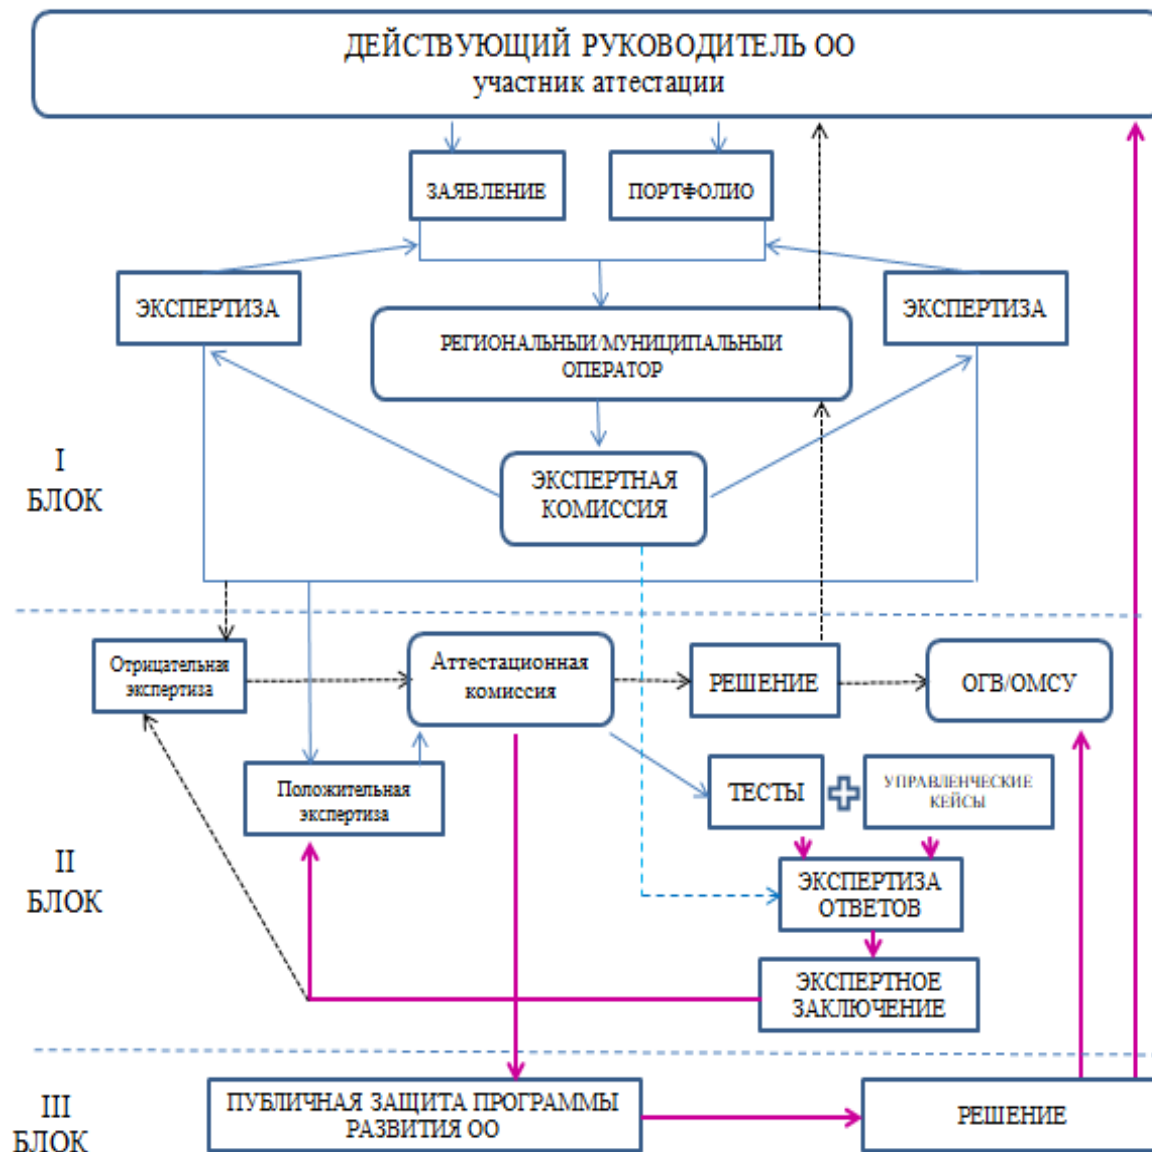 ДЕЙСТВУЮЩИЙ РУКОВОДИТЕЛЬ ОО
участник аттестации
ЗАЯВЛЕНИЕ
ПОРТФОЛИО
ЭКСПЕРТИЗА
ЭКСПЕРТИЗА
РЕГИОНАЛЬНЫЙ/МУНИЦИПАЛЬНЫЙ
ОПЕРАТОР
I
БЛОК
ЭКСПЕРТНАЯ
КОМИССИЯ
Отрицательная
экспертиза
Аттестационная
комиссия
РЕШЕНИЕ
ОГВ/ОМСУ
Положительная
экспертиза
ТЕСТЫ
УПРАВЛЕНЧЕСКИЕ
КЕЙСЫ
II
БЛОК
ЭКСПЕРТИЗА
ОТВЕТОВ
ЭКСПЕРТНОЕ
ЗАКЛЮЧЕНИЕ
III
БЛОК
ПУБЛИЧНАЯ ЗАЩИТА ПРОГРАММЫ
РАЗВИТИЯ ОО
РЕШЕНИЕ